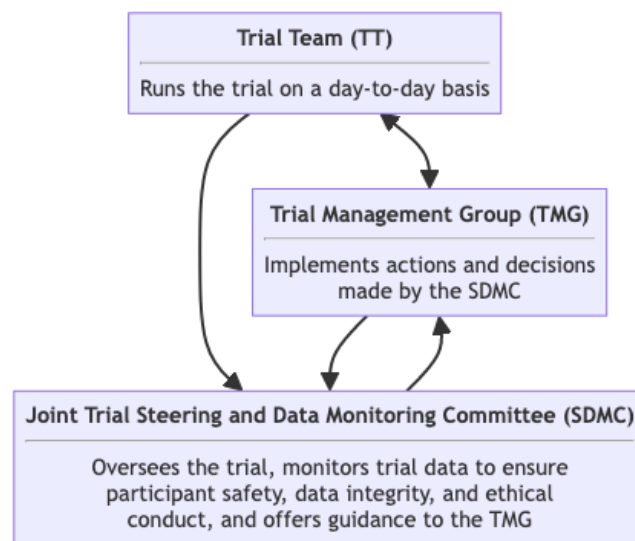 Trial Team (TT)
Runs the trial on a day-to-day basis
Trial Management Group (TMG)
Implements actions and decisions
made by the SDMC
Joint Trial Steering and Data Monitoring Committee (SDMC)
Oversees the trial, monitors trial data to ensure
participant safety, data integrity, and ethical
conduct, and offers guidance to the TMG